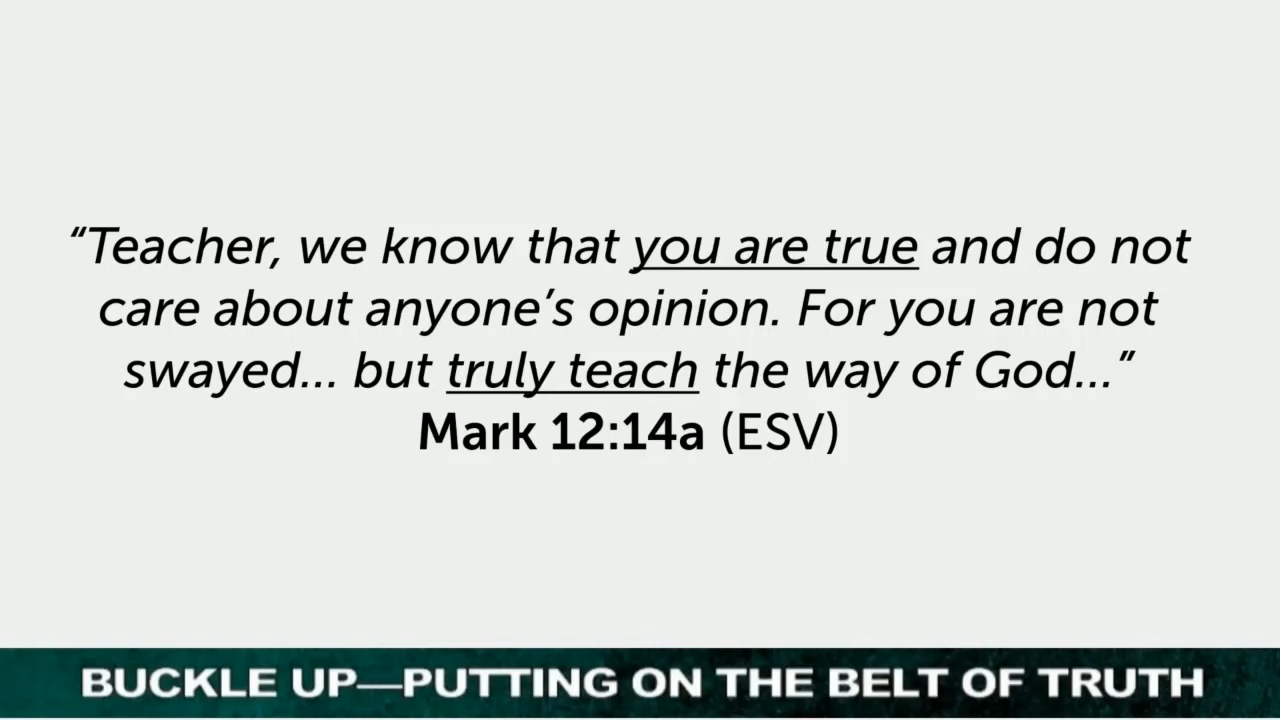 “Teacher, we know that you are true and do not
care about anyone’s opinion. For you are not
swayed... but truly teach the way of God...”
Mark 12:14a (ESV)
BUCKLE UP—PUTTING ON THE BELT OF TRUTH